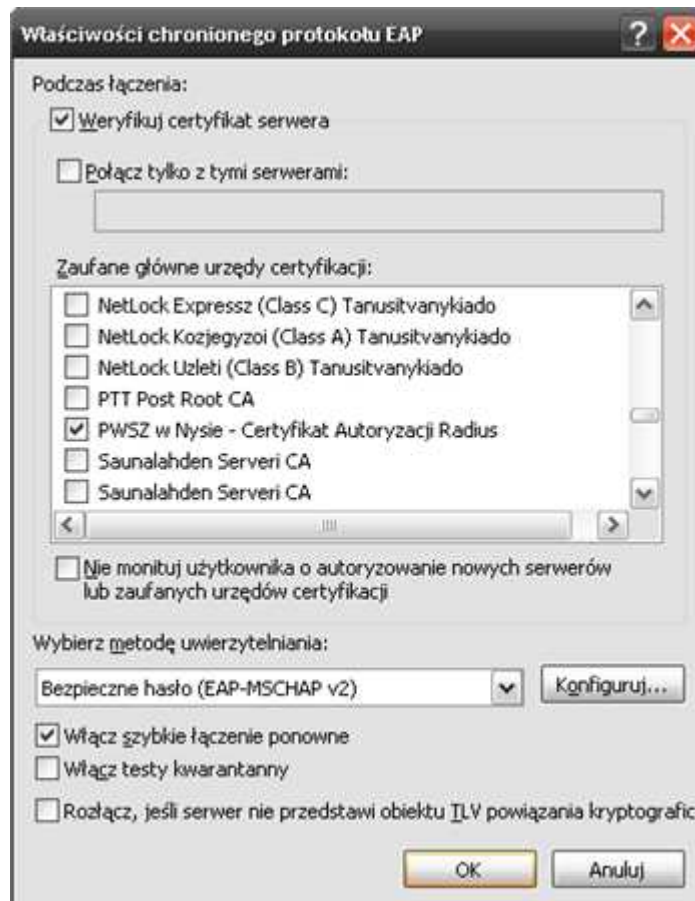 Właściwości chronionego protokołu EAP
Podczas łączenia:
Weryfikuj certyfikat serwera
Połącz tylko z tymi serwerami:
Zaufane główne urzędy certyfikacji:
NetLock Expressz (Class C) Tanusitvanykiado
NetLock Kozjegyzoi (Class A) Tanusitvanykiado
NetLock Uzleti (Class B) Tanusitvanykiado
PTT Post Root CA
PWSZ w Nysie - Certyfikat Autoryzacji Radius
Saunalahden Serveri CA
Saunalahden Serveri CA
Nie monituj użytkownika o autoryzowanie nowych serwerów
lub zaufanych urzędów certyfikacji
Wybierz metodę uwierzytelniania:
Bezpieczne hasło (EAP-MSCHAP v2)
Konfiguruj...
Włącz szybkie łączenie ponowne
Włącz testy kwarantanny
Rozłącz, jeśli serwer nie przedstawi obiektu TLV powiązania kryptografic
OK
Anuluj